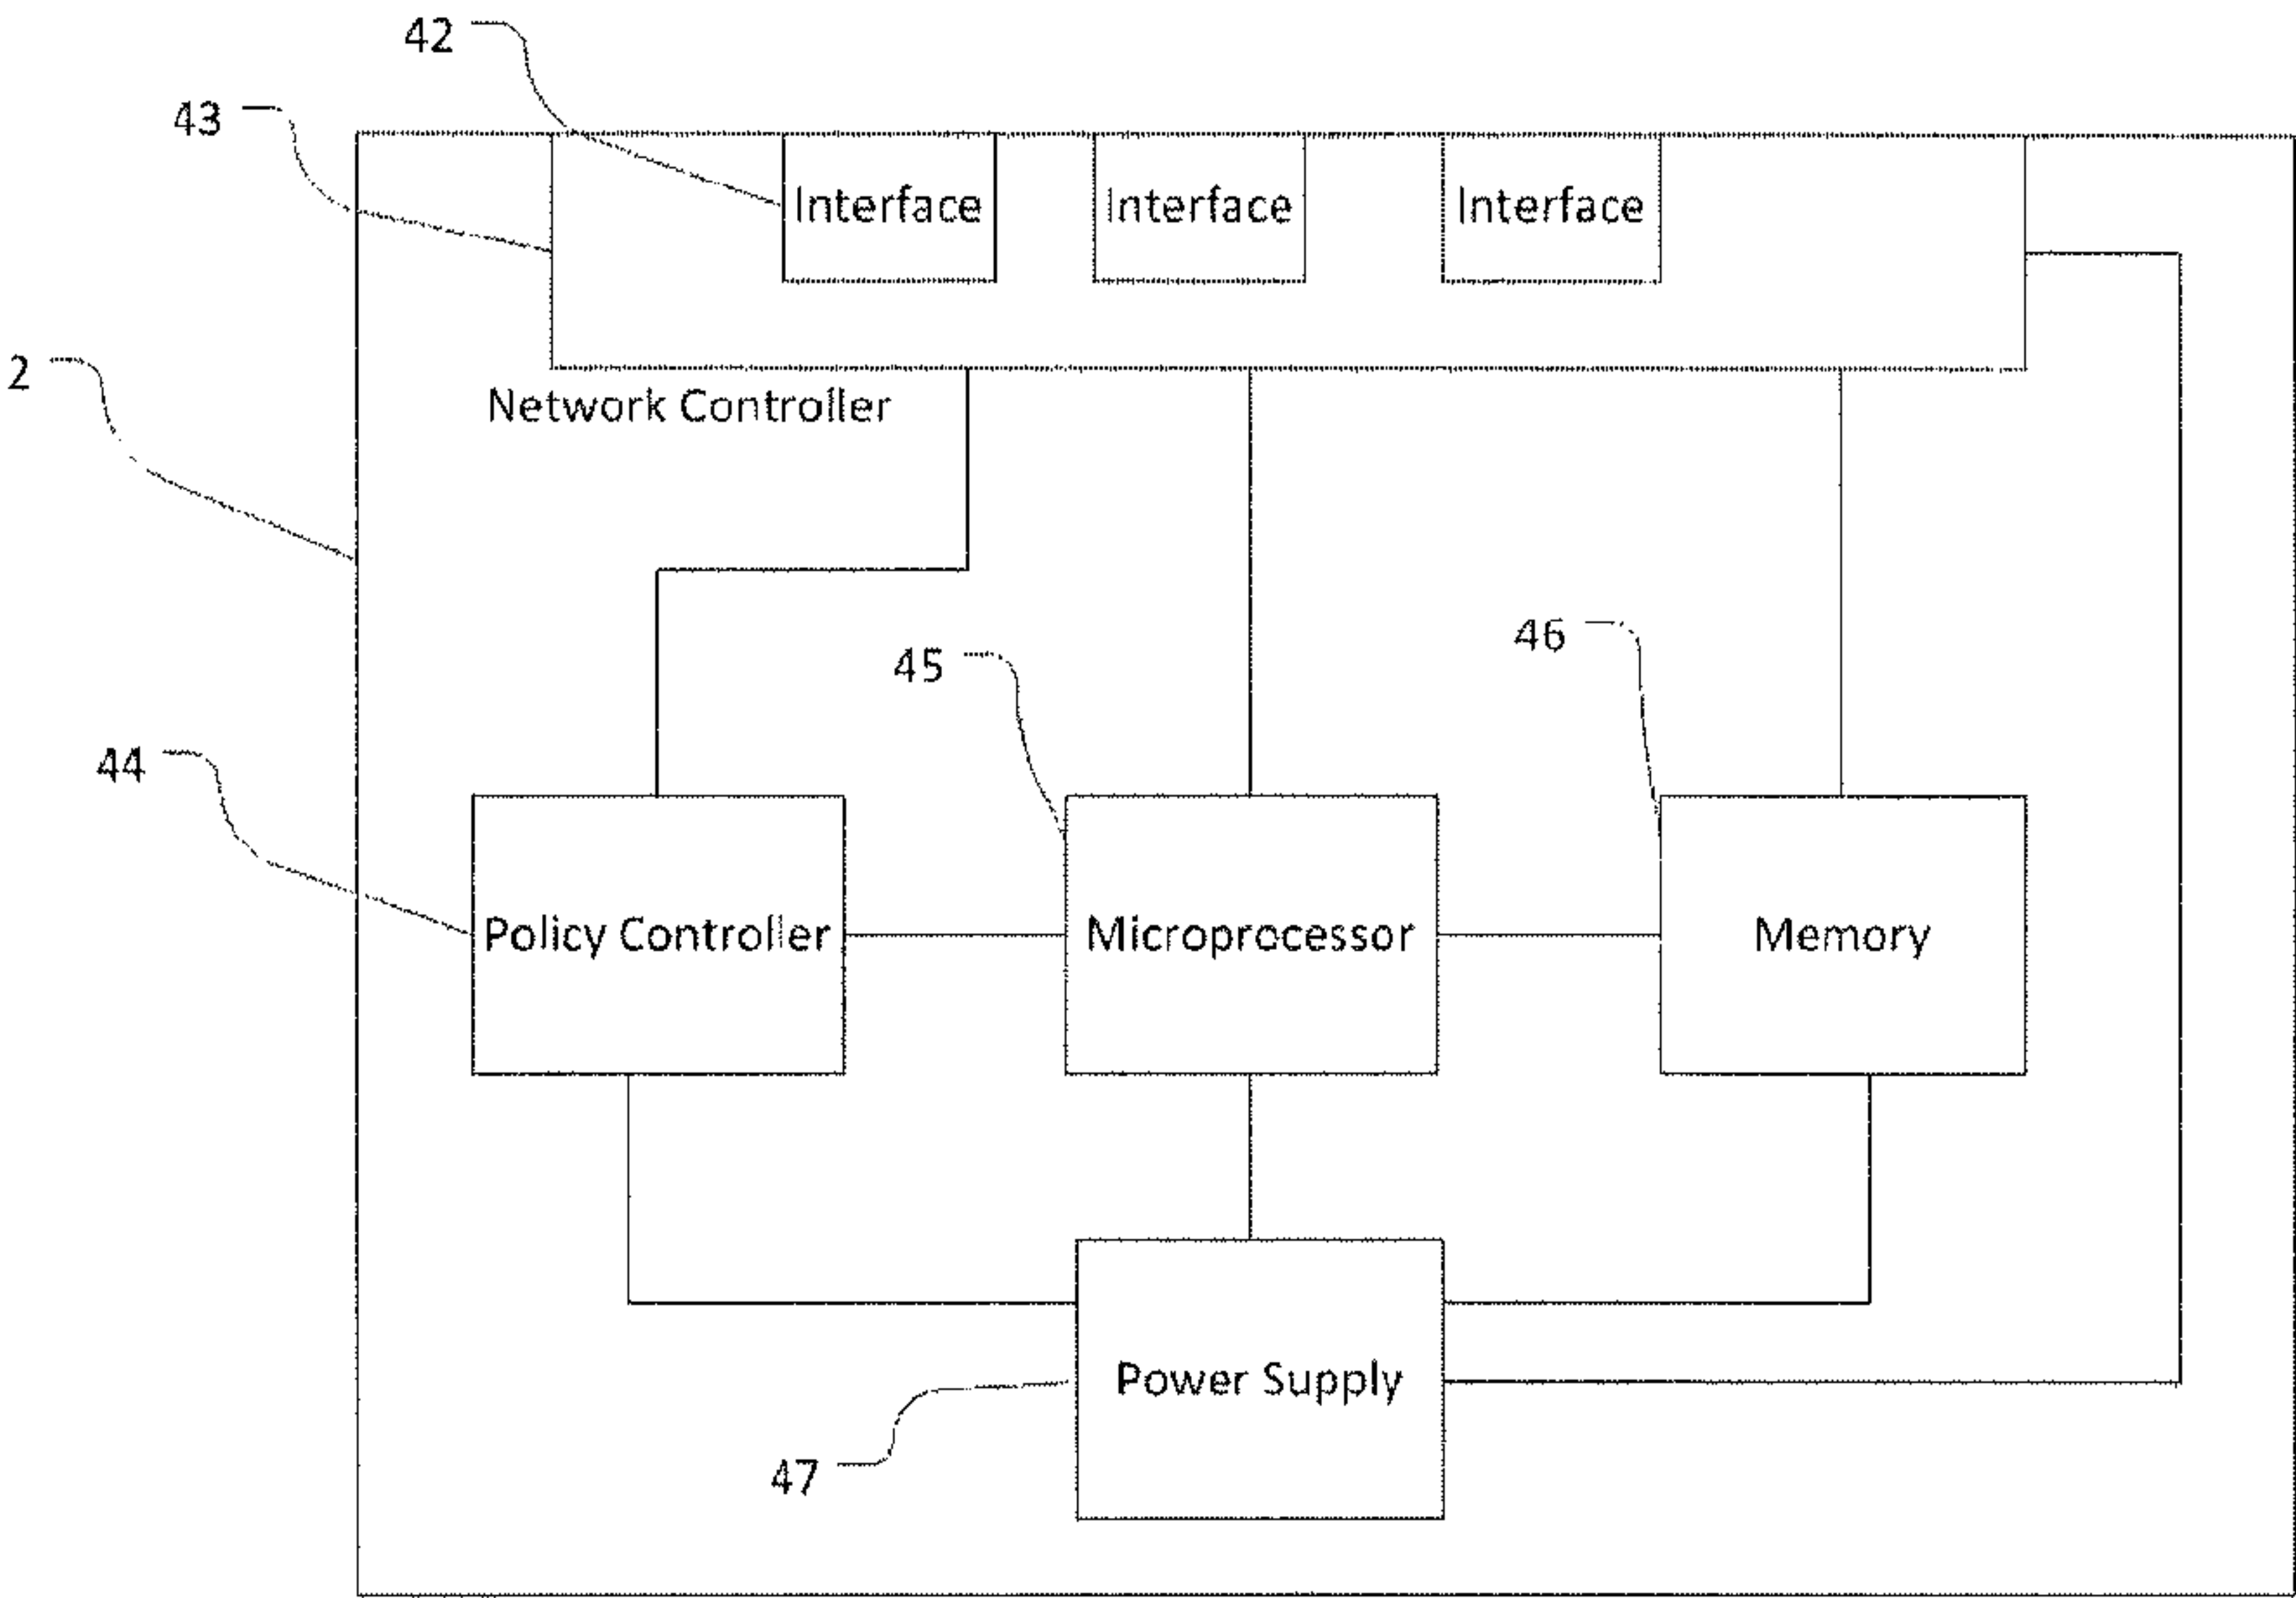 42
43
Interface Interface Interface
2
Network Controller
46
45
44
Policy Controller Microprocessor Memory
Power Supply
47